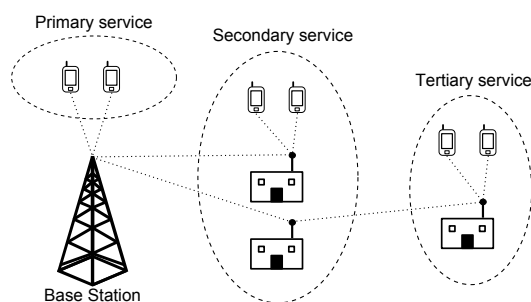 Primary service
Secondary service
Tertiary service
Base Station